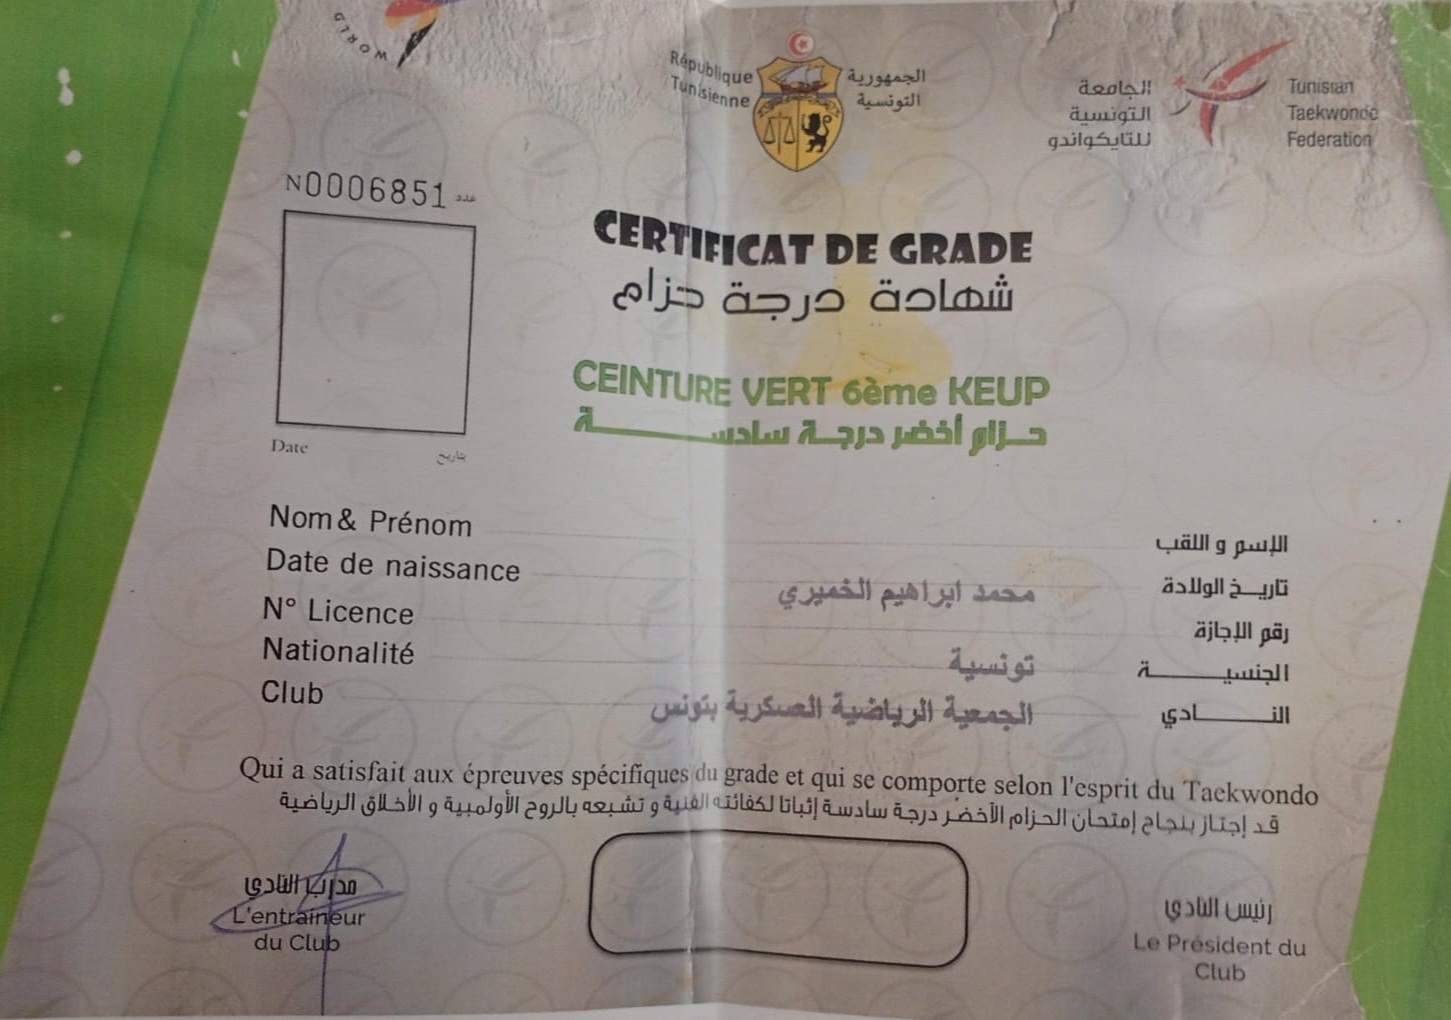 WORLD
République
Tunisienne
الجمهورية
التونسية
الجامعة
التونسية
للتايكواندو
Tunisian
Taekwondo
Federation
N0006851 عدد
CERTIFICAT DE GRADE
شهادة درجة حزام
CEINTURE VERT 6ème KEUP
حزام أخضر درجة سادسة
Date بتاريخ
Nom & Prénom الإسم و اللقب
Date de naissance محمد ابراهيم الخميري تاريخ الولادة
N° Licence رقم الإجازة
Nationalité تونسية الجنسية
Club الجمعية الرياضية العسكرية بتونس النادي
Qui a satisfait aux épreuves spécifiques du grade et qui se comporte selon l'esprit du Taekwondo
قد إجتاز بنجاح إمتحان الحزام الأخضر درجة سادسة إثباتا لكفائته الفنية و تشبعه بالروح الأولمبية و الأخلاق الرياضية
مدرب النادي
L'entraineur
du Club
رئيس النادي
Le Président du
Club